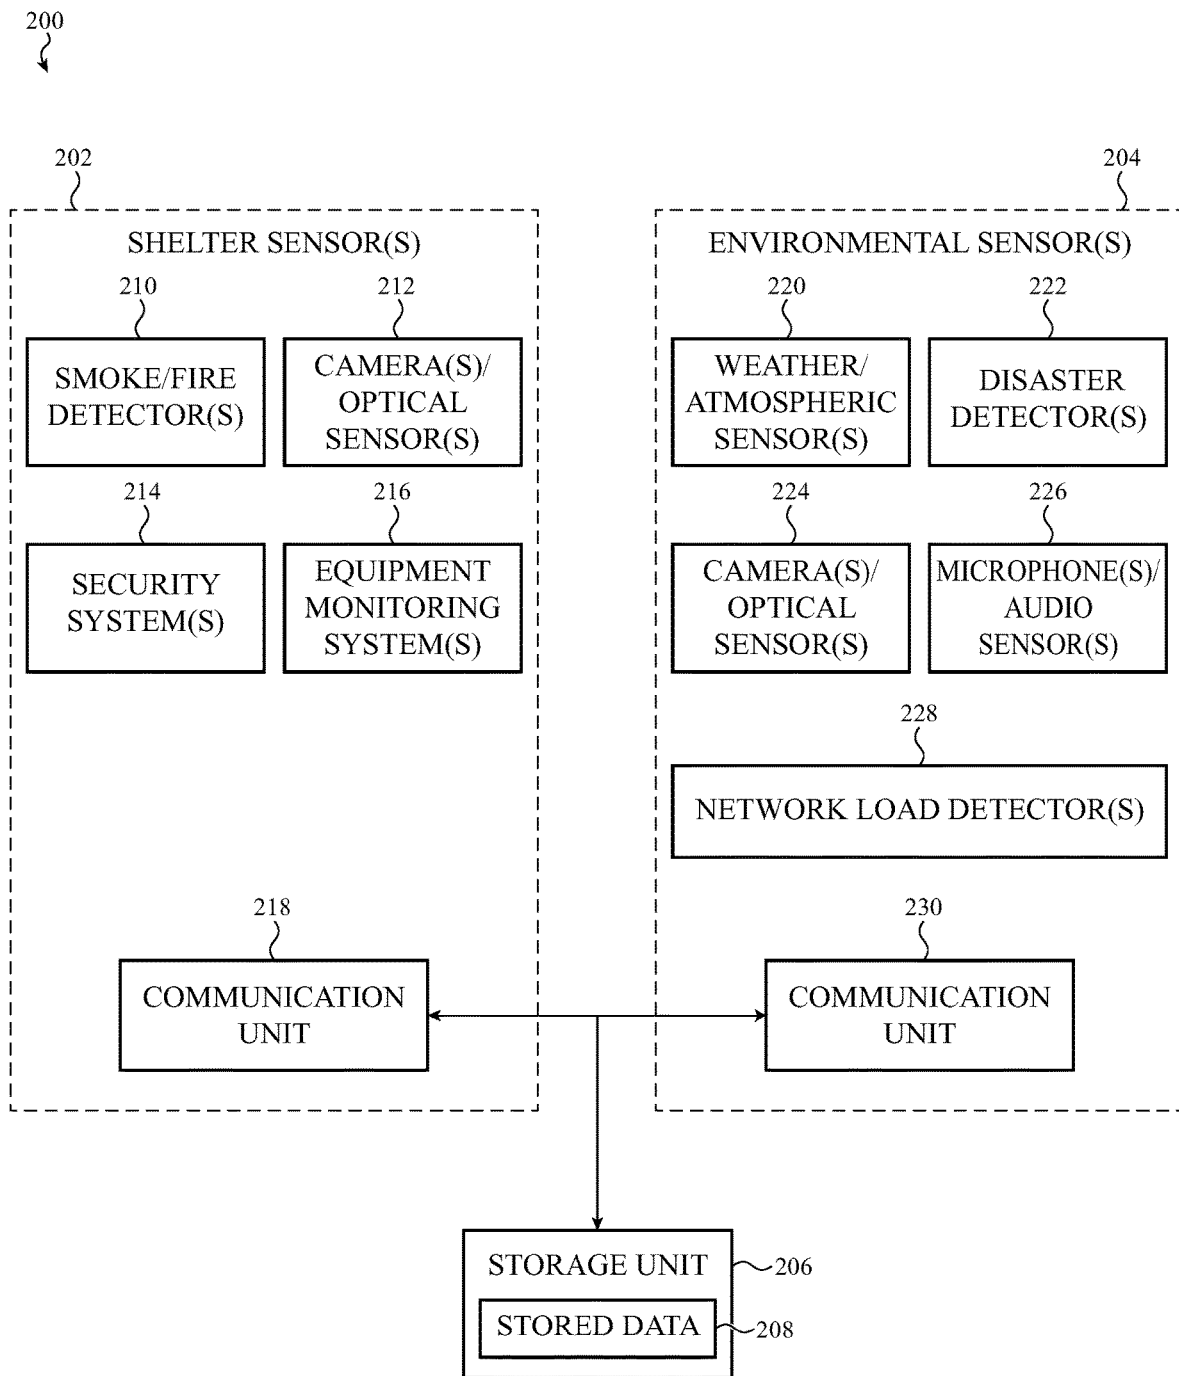 200
202
204
SHELTER SENSOR(S)
ENVIRONMENTAL SENSOR(S)
210
212
220
222
SMOKE/FIRE
DETECTOR(S)
CAMERA(S)/
OPTICAL
SENSOR(S)
WEATHER/
ATMOSPHERIC
SENSOR(S)
DISASTER
DETECTOR(S)
214
216
224
226
SECURITY
SYSTEM(S)
EQUIPMENT
MONITORING
SYSTEM(S)
CAMERA(S)/
OPTICAL
SENSOR(S)
MICROPHONE(S)/
AUDIO
SENSOR(S)
228
NETWORK LOAD DETECTOR(S)
218
230
COMMUNICATION
UNIT
COMMUNICATION
UNIT
STORAGE UNIT
206
STORED DATA
208